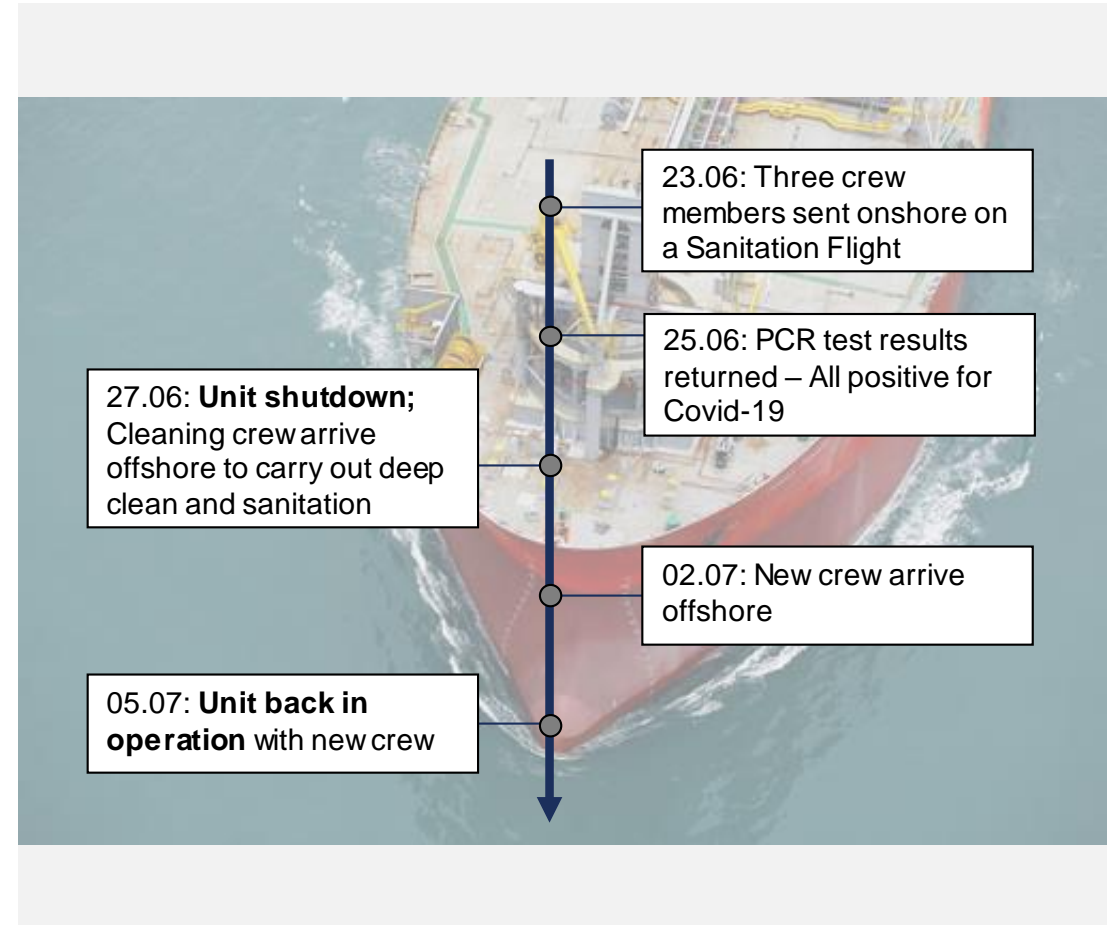 23.06: Three crew
members sent onshore on
a Sanitation Flight
25.06: PCR test results
returned – All positive for
Covid-19
27.06: Unit shutdown;
Cleaning crew arrive
offshore to carry out deep
clean and sanitation
02.07: New crew arrive
offshore
05.07: Unit back in
operation with new crew